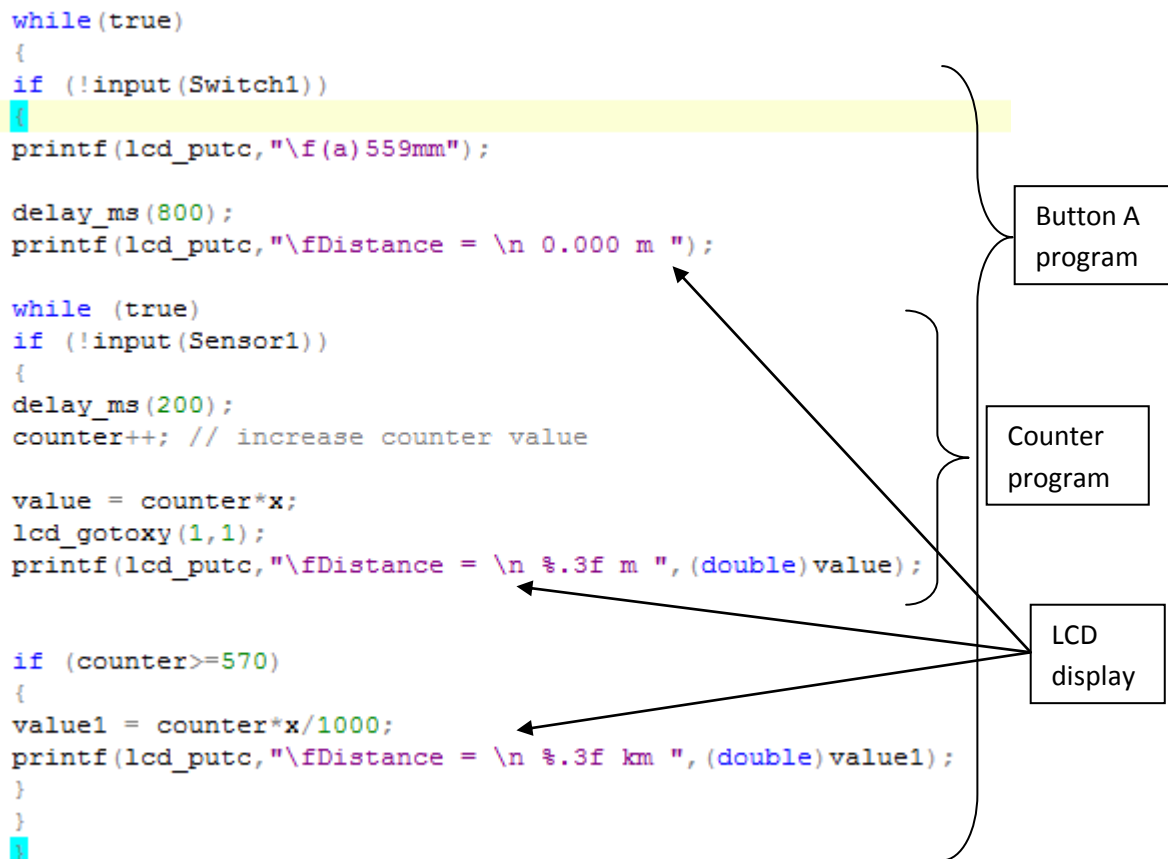 while(true)
{
if (!input(Switch1))
{
printf(lcd_putc,"\f(a)559mm");
delay_ms(800);
printf(lcd_putc,"\fDistance = \n 0.000 m ");
while (true)
if (!input(Sensor1))
{
delay_ms(200);
counter++; // increase counter value
value = counter*x;
lcd_gotoxy(1,1);
printf(lcd_putc,"\fDistance = \n %.3f m ",(double)value);
if (counter>=570)
{
value1 = counter*x/1000;
printf(lcd_putc,"\fDistance = \n %.3f km ",(double)value1);
}
}
}
Button A
program
Counter
program
LCD
display